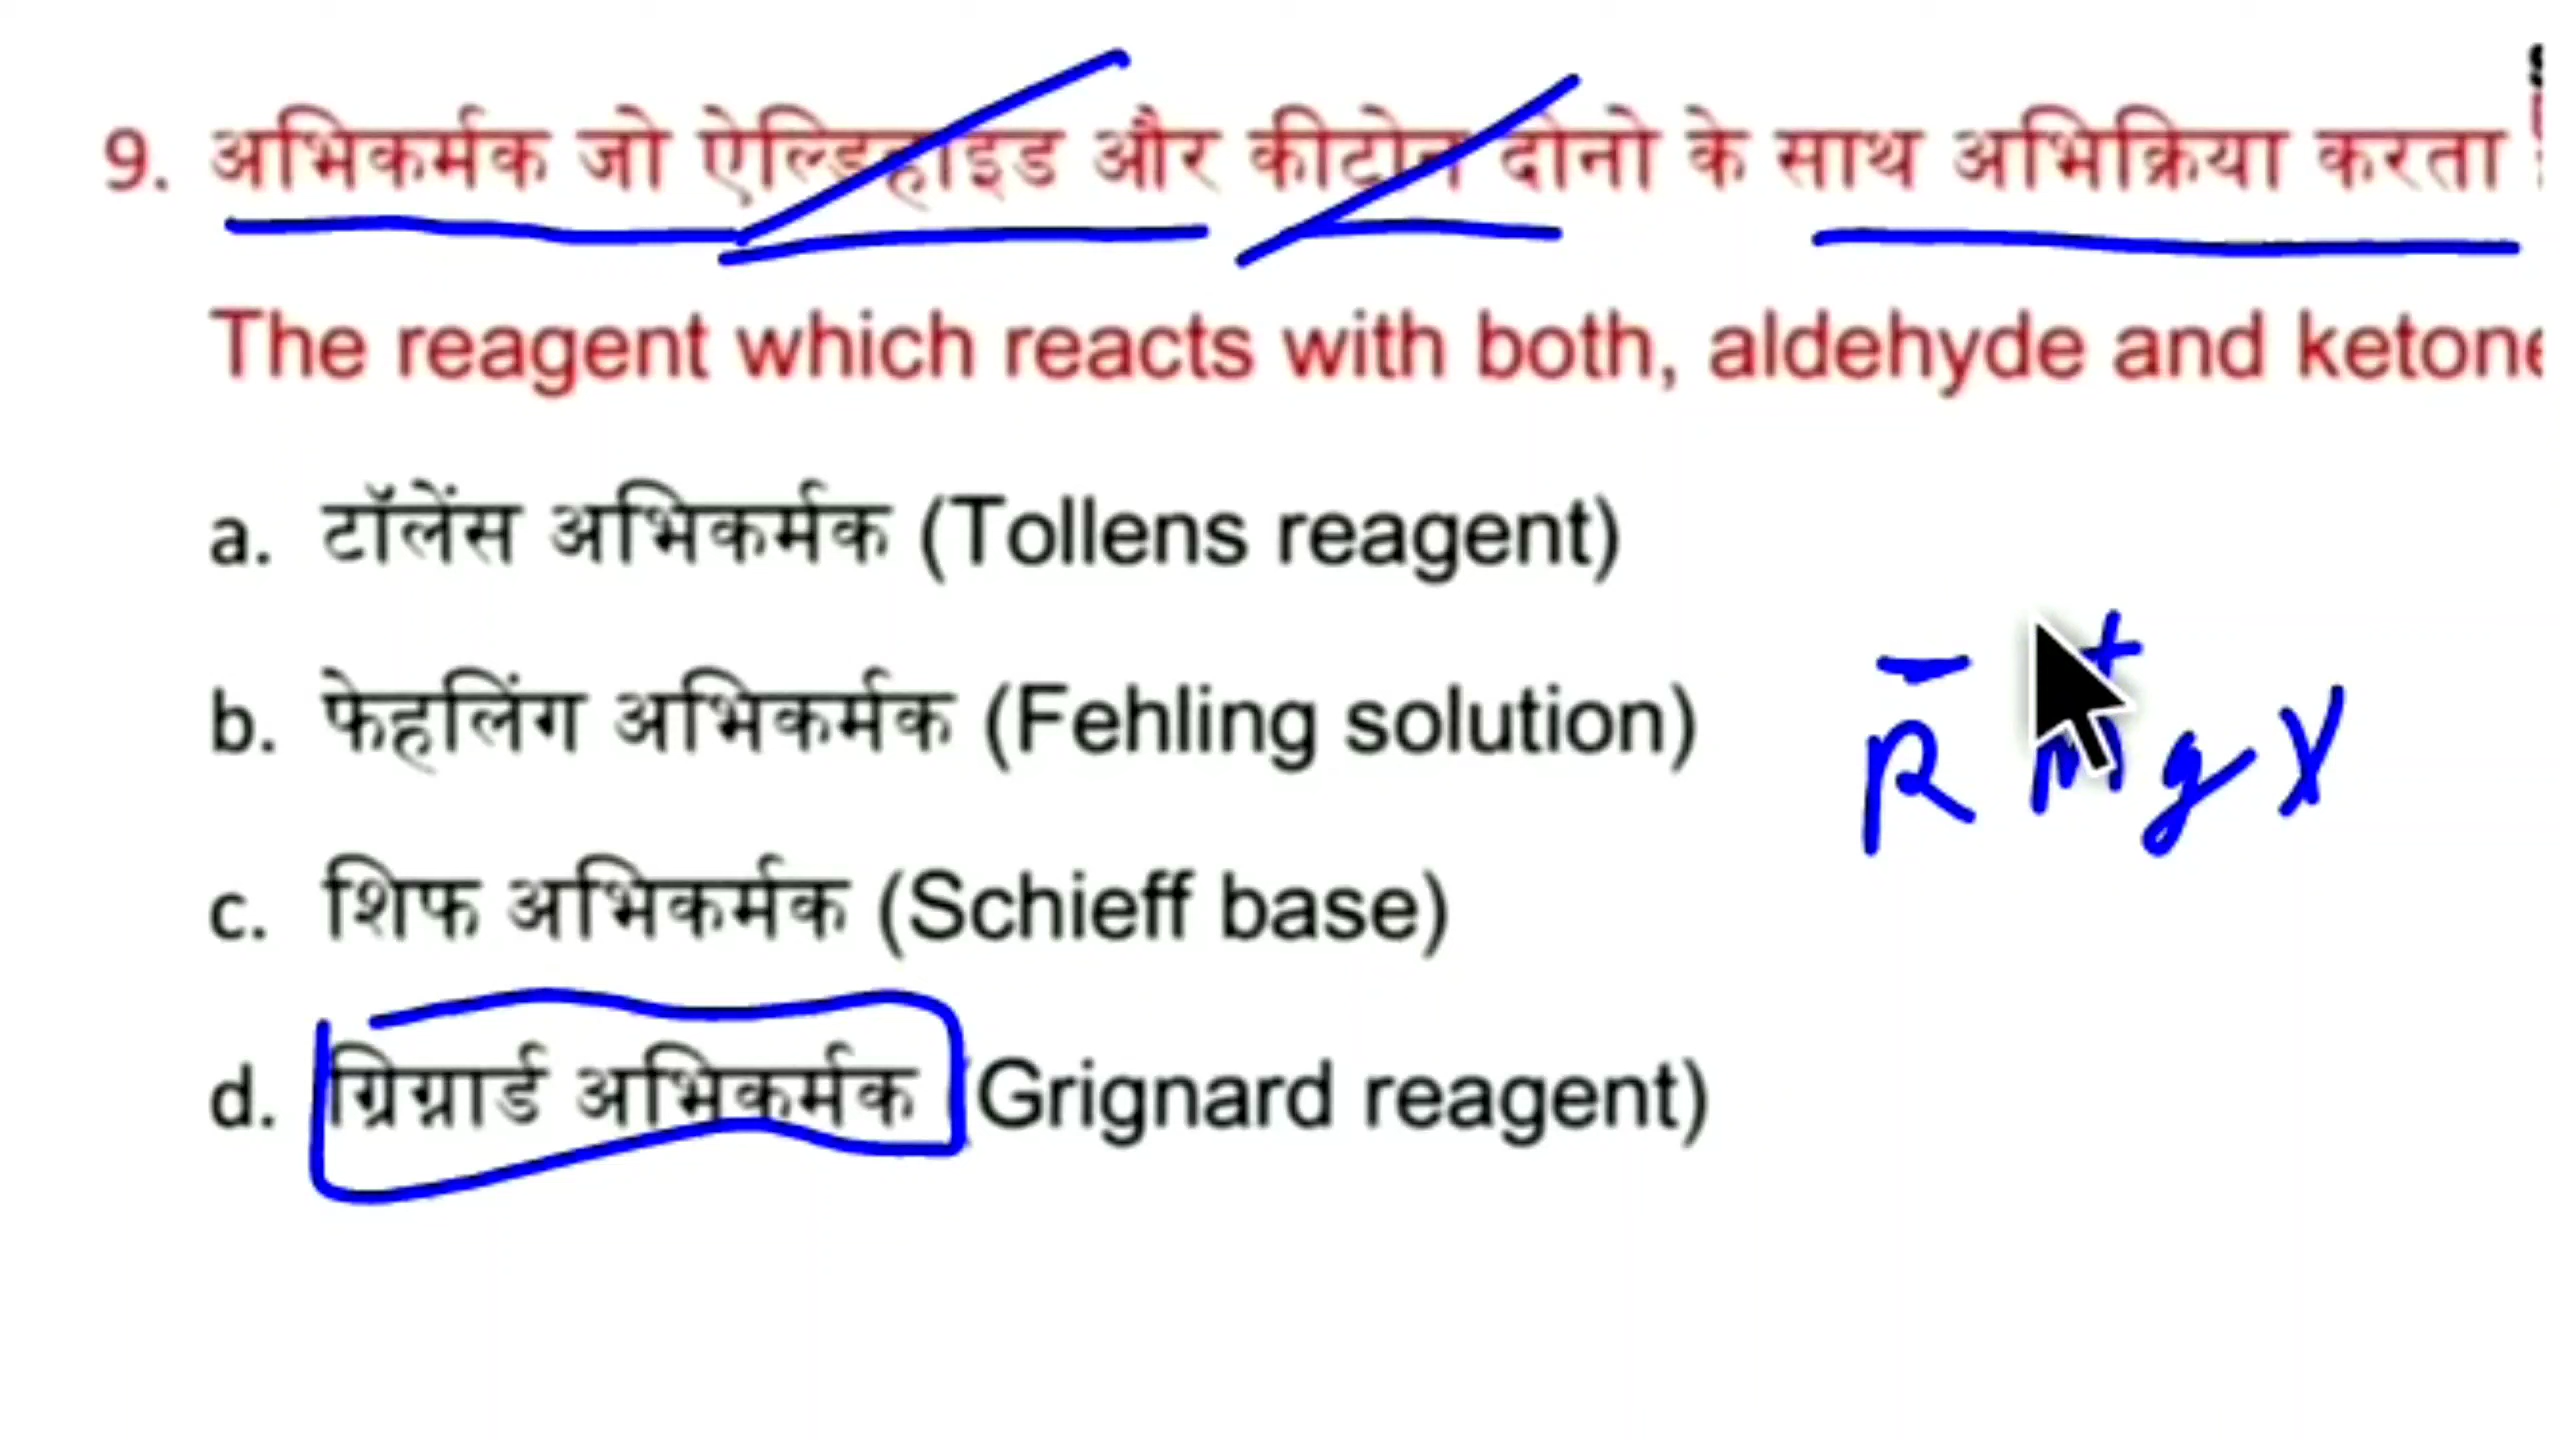 9. अभिकर्मक जो ऐल्डिहाइड और कीटोन दोनो के साथ अभिक्रिया करता
The reagent which reacts with both, aldehyde and ketone
a. टॉलेंस अभिकर्मक (Tollens reagent)
b. फेहलिंग अभिकर्मक (Fehling solution)
R⁻ Mg⁺ X
c. शिफ अभिकर्मक (Schieff base)
d. ग्रिग्नार्ड अभिकर्मक (Grignard reagent)